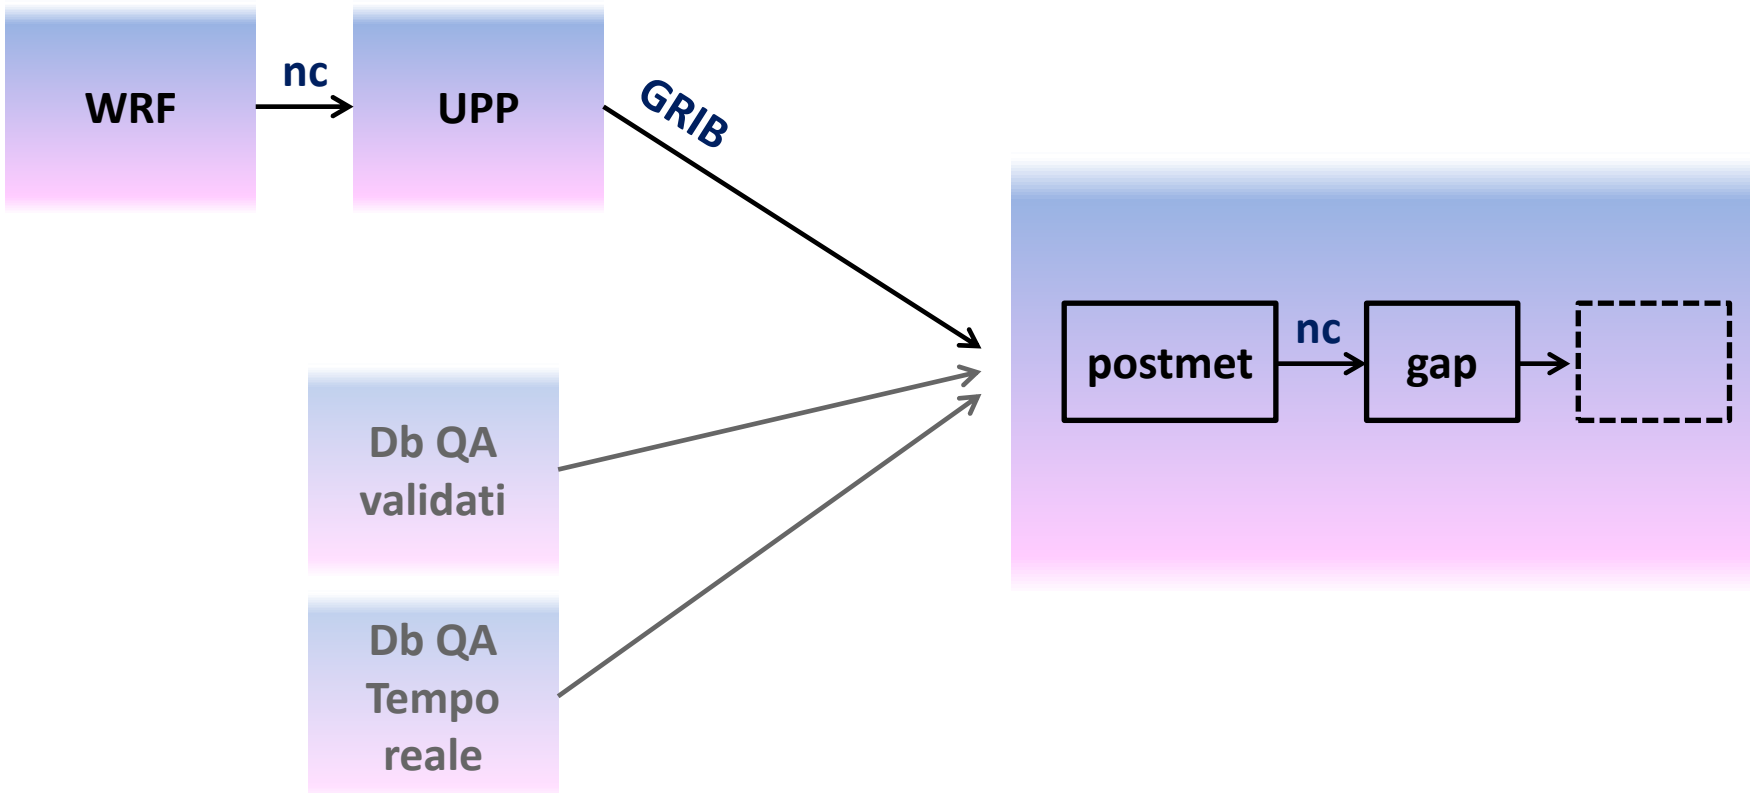 WRF
nc
UPP
GRIB
postmet
nc
gap
Db QA
validati
Db QA
Tempo
reale